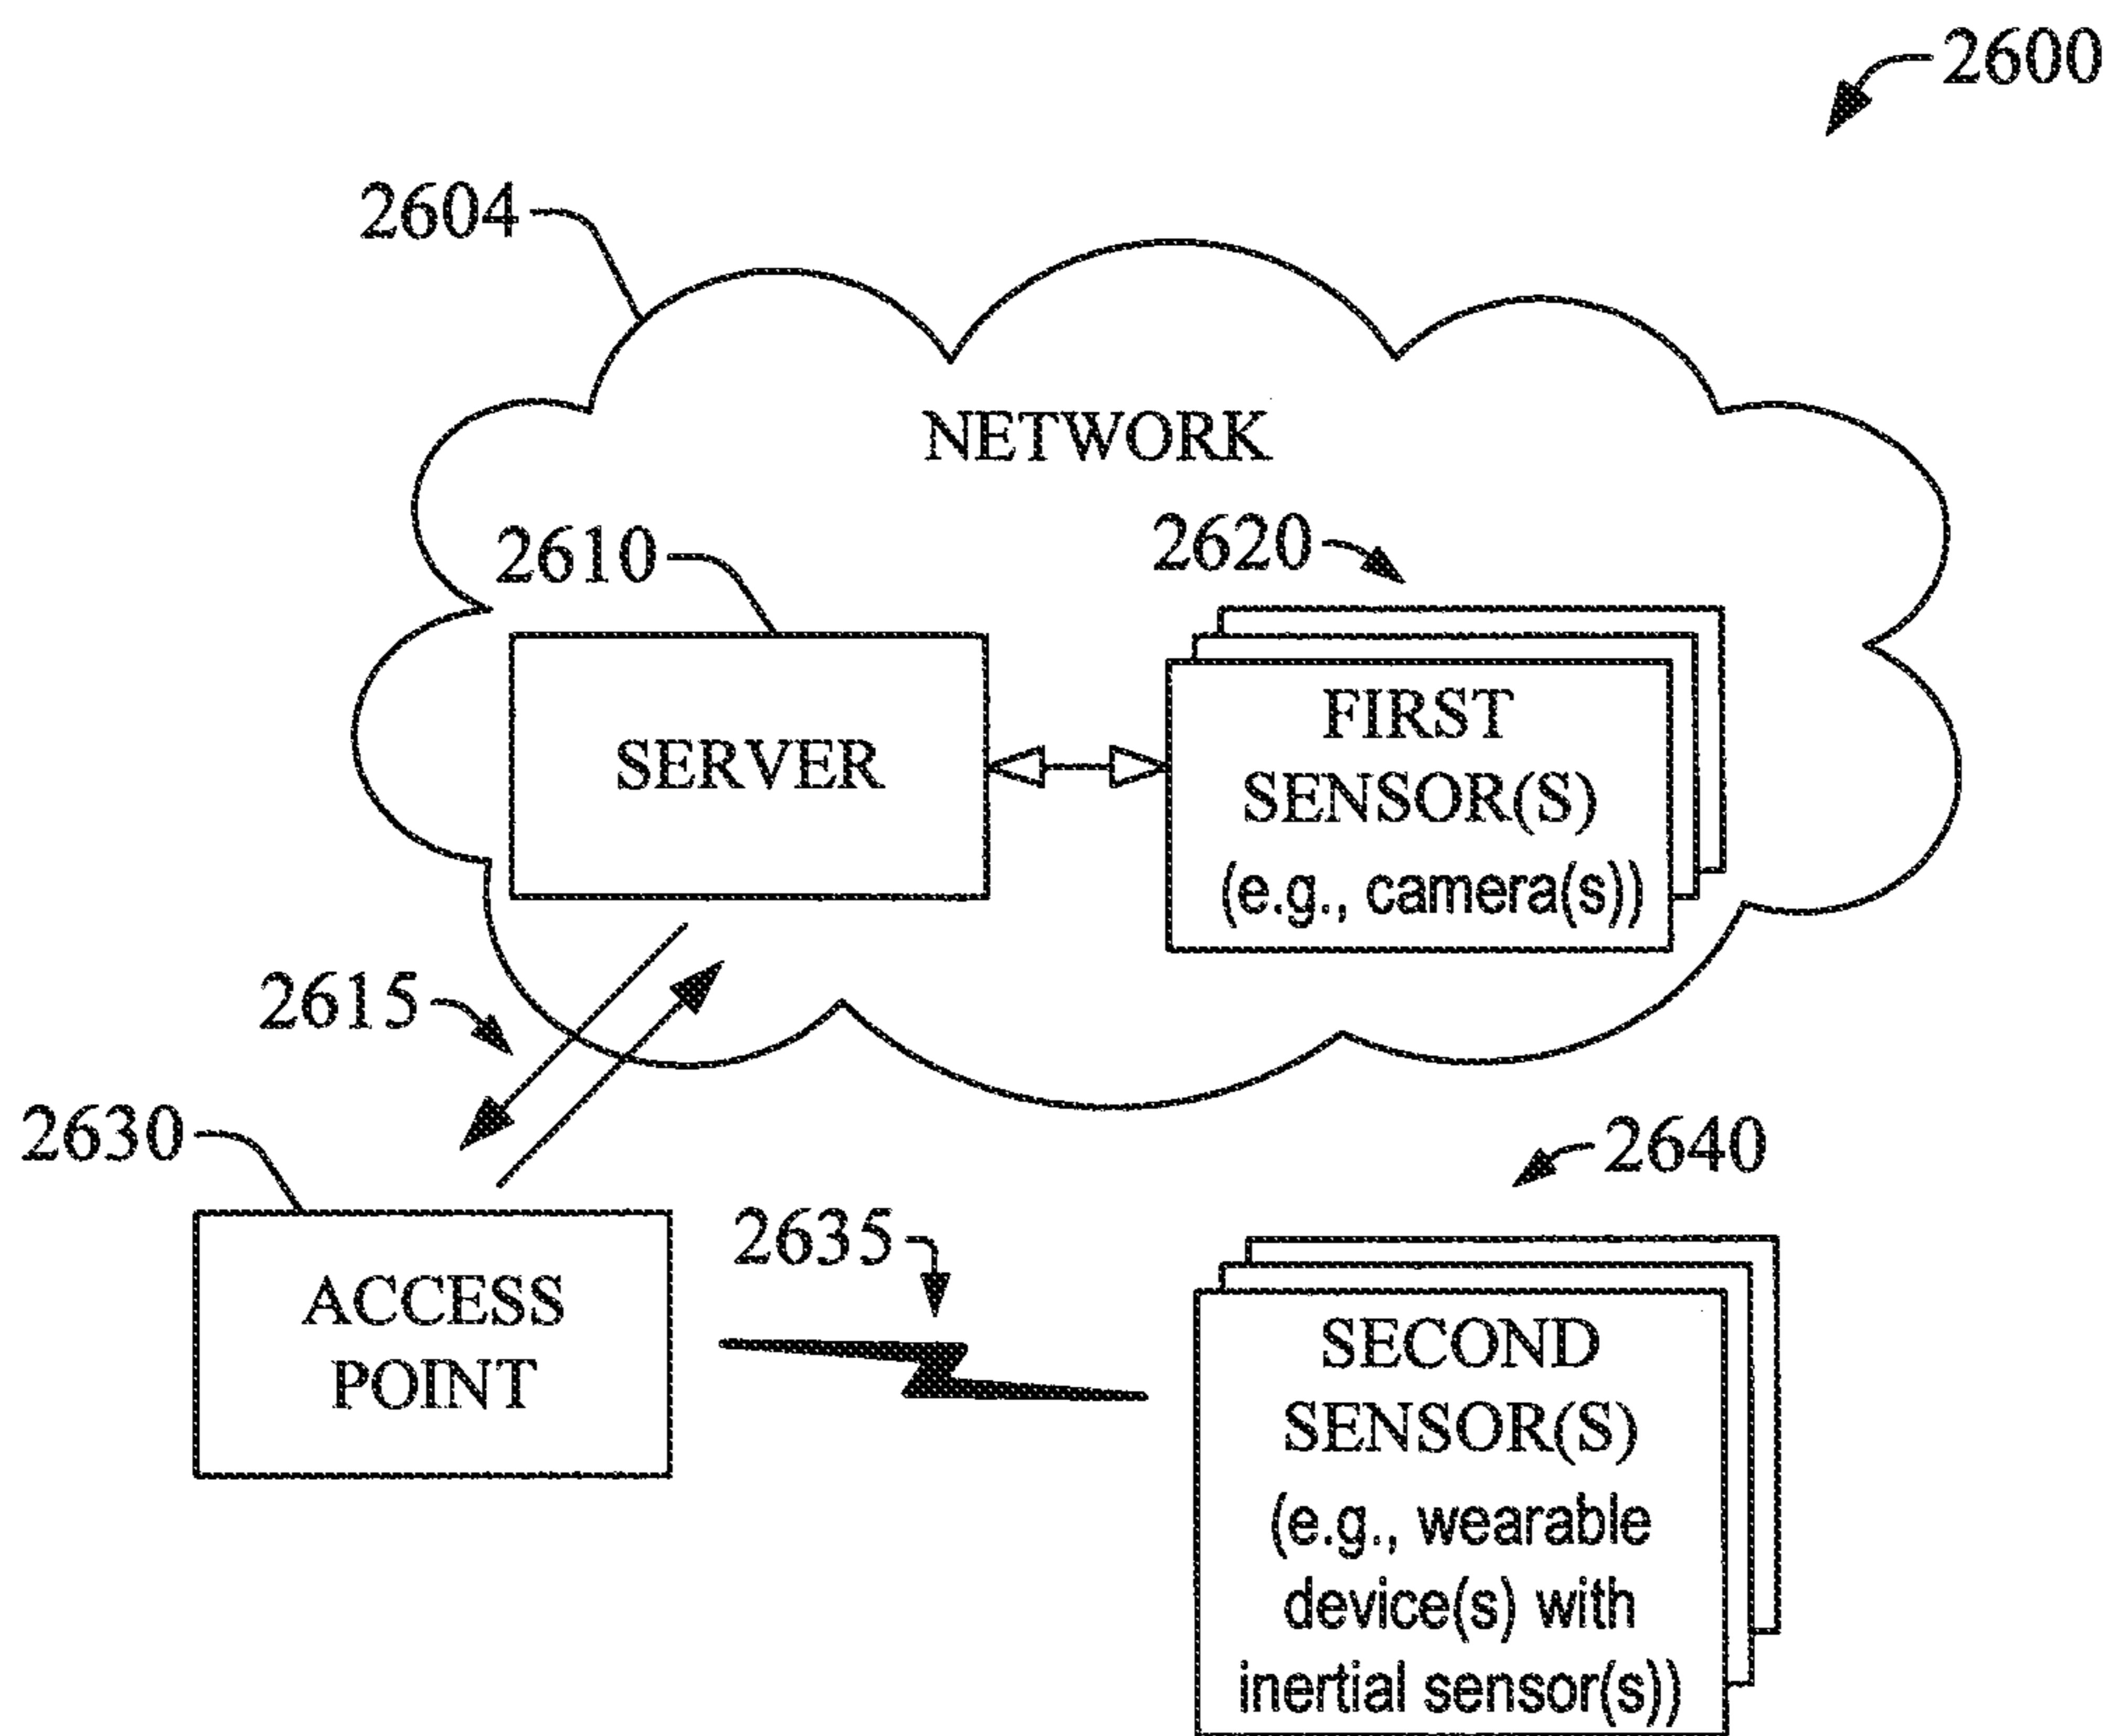 2600
2604
NETWORK
2610
2620
SERVER
FIRST
SENSOR(S)
(e.g., camera(s))
2615
2630
2640
2635
ACCESS
POINT
SECOND
SENSOR(S)
(e.g., wearable
device(s) with
inertial sensor(s))